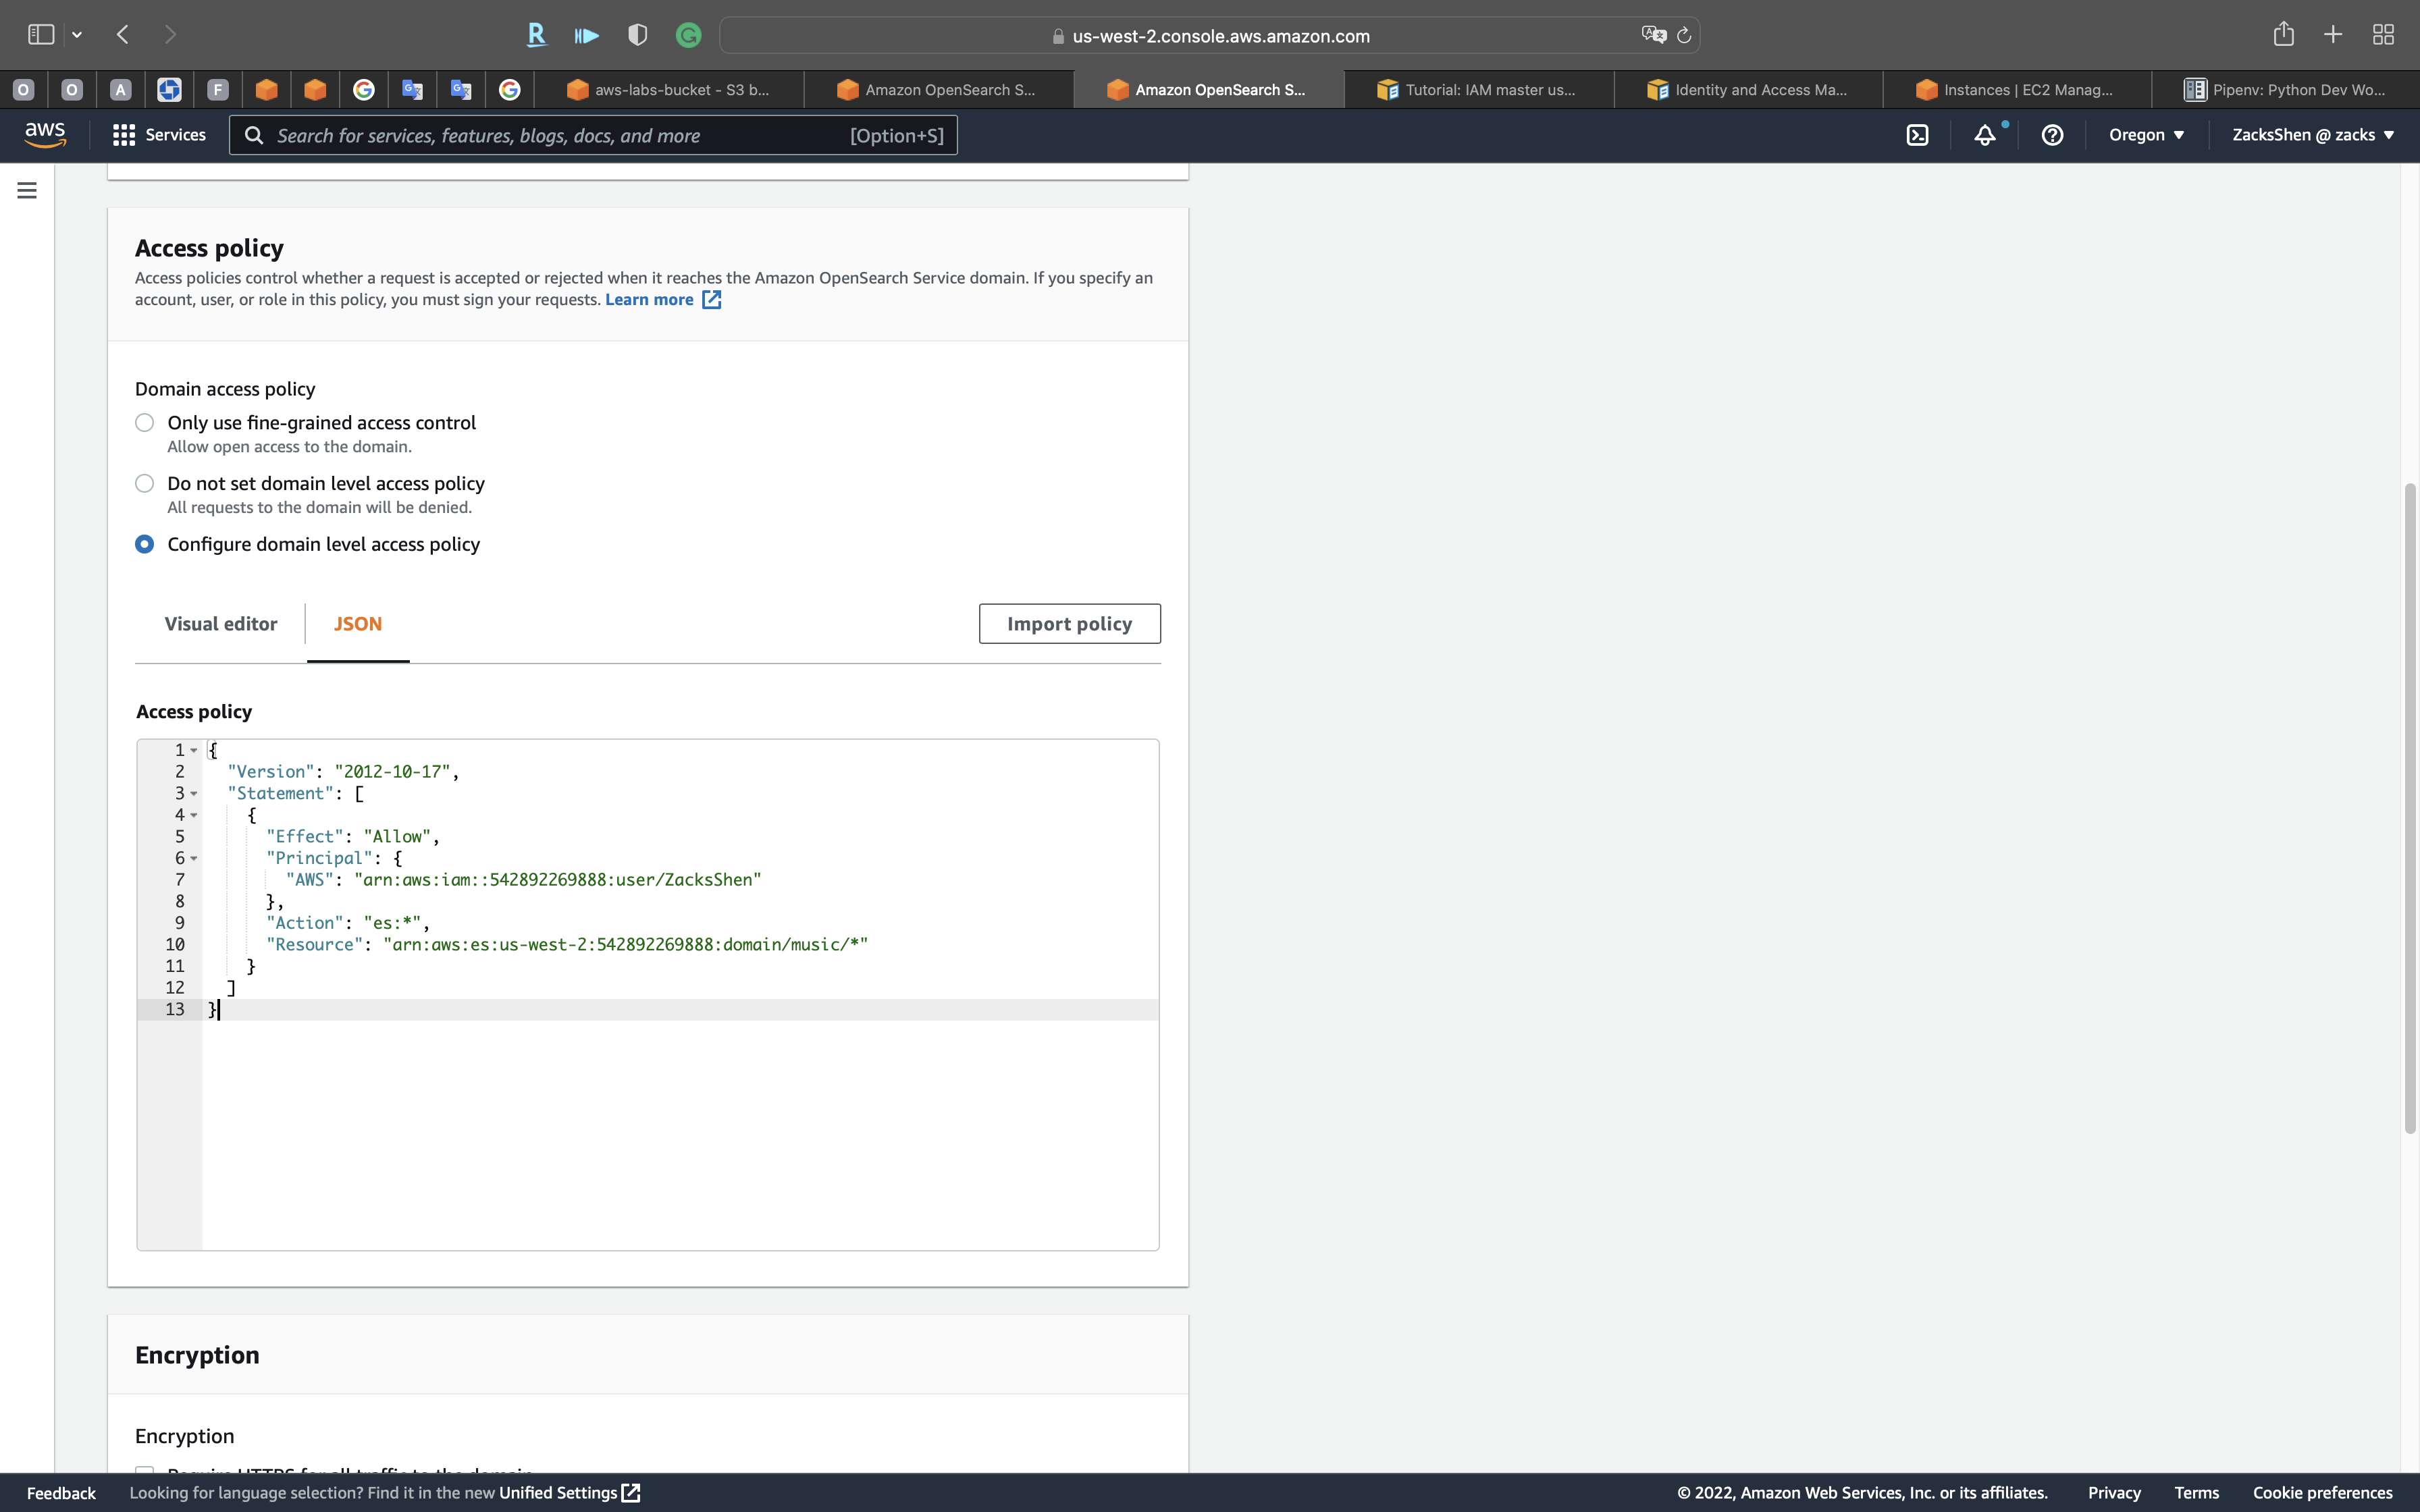 us-west-2.console.aws.amazon.com
O O A F aws-labs-bucket - S3 b... Amazon OpenSearch S... Amazon OpenSearch S... Tutorial: IAM master us... Identity and Access Ma... Instances | EC2 Manag... Pipenv: Python Dev Wo...
aws Services Search for services, features, blogs, docs, and more [Option+S] Oregon ▼ ZacksShen @ zacks ▼
Access policy
Access policies control whether a request is accepted or rejected when it reaches the Amazon OpenSearch Service domain. If you specify an
account, user, or role in this policy, you must sign your requests. Learn more
Domain access policy
Only use fine-grained access control
Allow open access to the domain.
Do not set domain level access policy
All requests to the domain will be denied.
Configure domain level access policy
Visual editor JSON Import policy
Access policy
1 {
2 "Version": "2012-10-17",
3 "Statement": [
4 {
5 "Effect": "Allow",
6 "Principal": {
7 "AWS": "arn:aws:iam::542892269888:user/ZacksShen"
8 },
9 "Action": "es:*",
10 "Resource": "arn:aws:es:us-west-2:542892269888:domain/music/*"
11 }
12 ]
13 }
Encryption
Encryption
Require HTTPS for all traffic to the domain
Feedback Looking for language selection? Find it in the new Unified Settings © 2022, Amazon Web Services, Inc. or its affiliates. Privacy Terms Cookie preferences